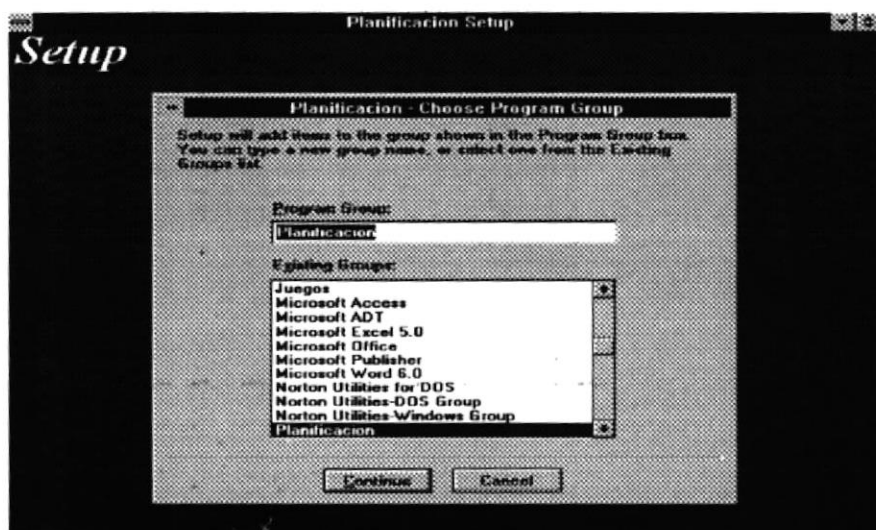 Planificacion Setup
Setup
Planificacion - Choose Program Group
Setup will add items to the group shown in the Program Group box.
You can type a new group name, or select one from the Existing
Groups list.
Program Group:
Planificacion
Existing Groups:
Juegos
Microsoft Access
Microsoft ADT
Microsoft Excel 5.0
Microsoft Office
Microsoft Publisher
Microsoft Word 6.0
Norton Utilities for DOS
Norton Utilities-DOS Group
Norton Utilities-Windows Group
Planificacion
Continue
Cancel